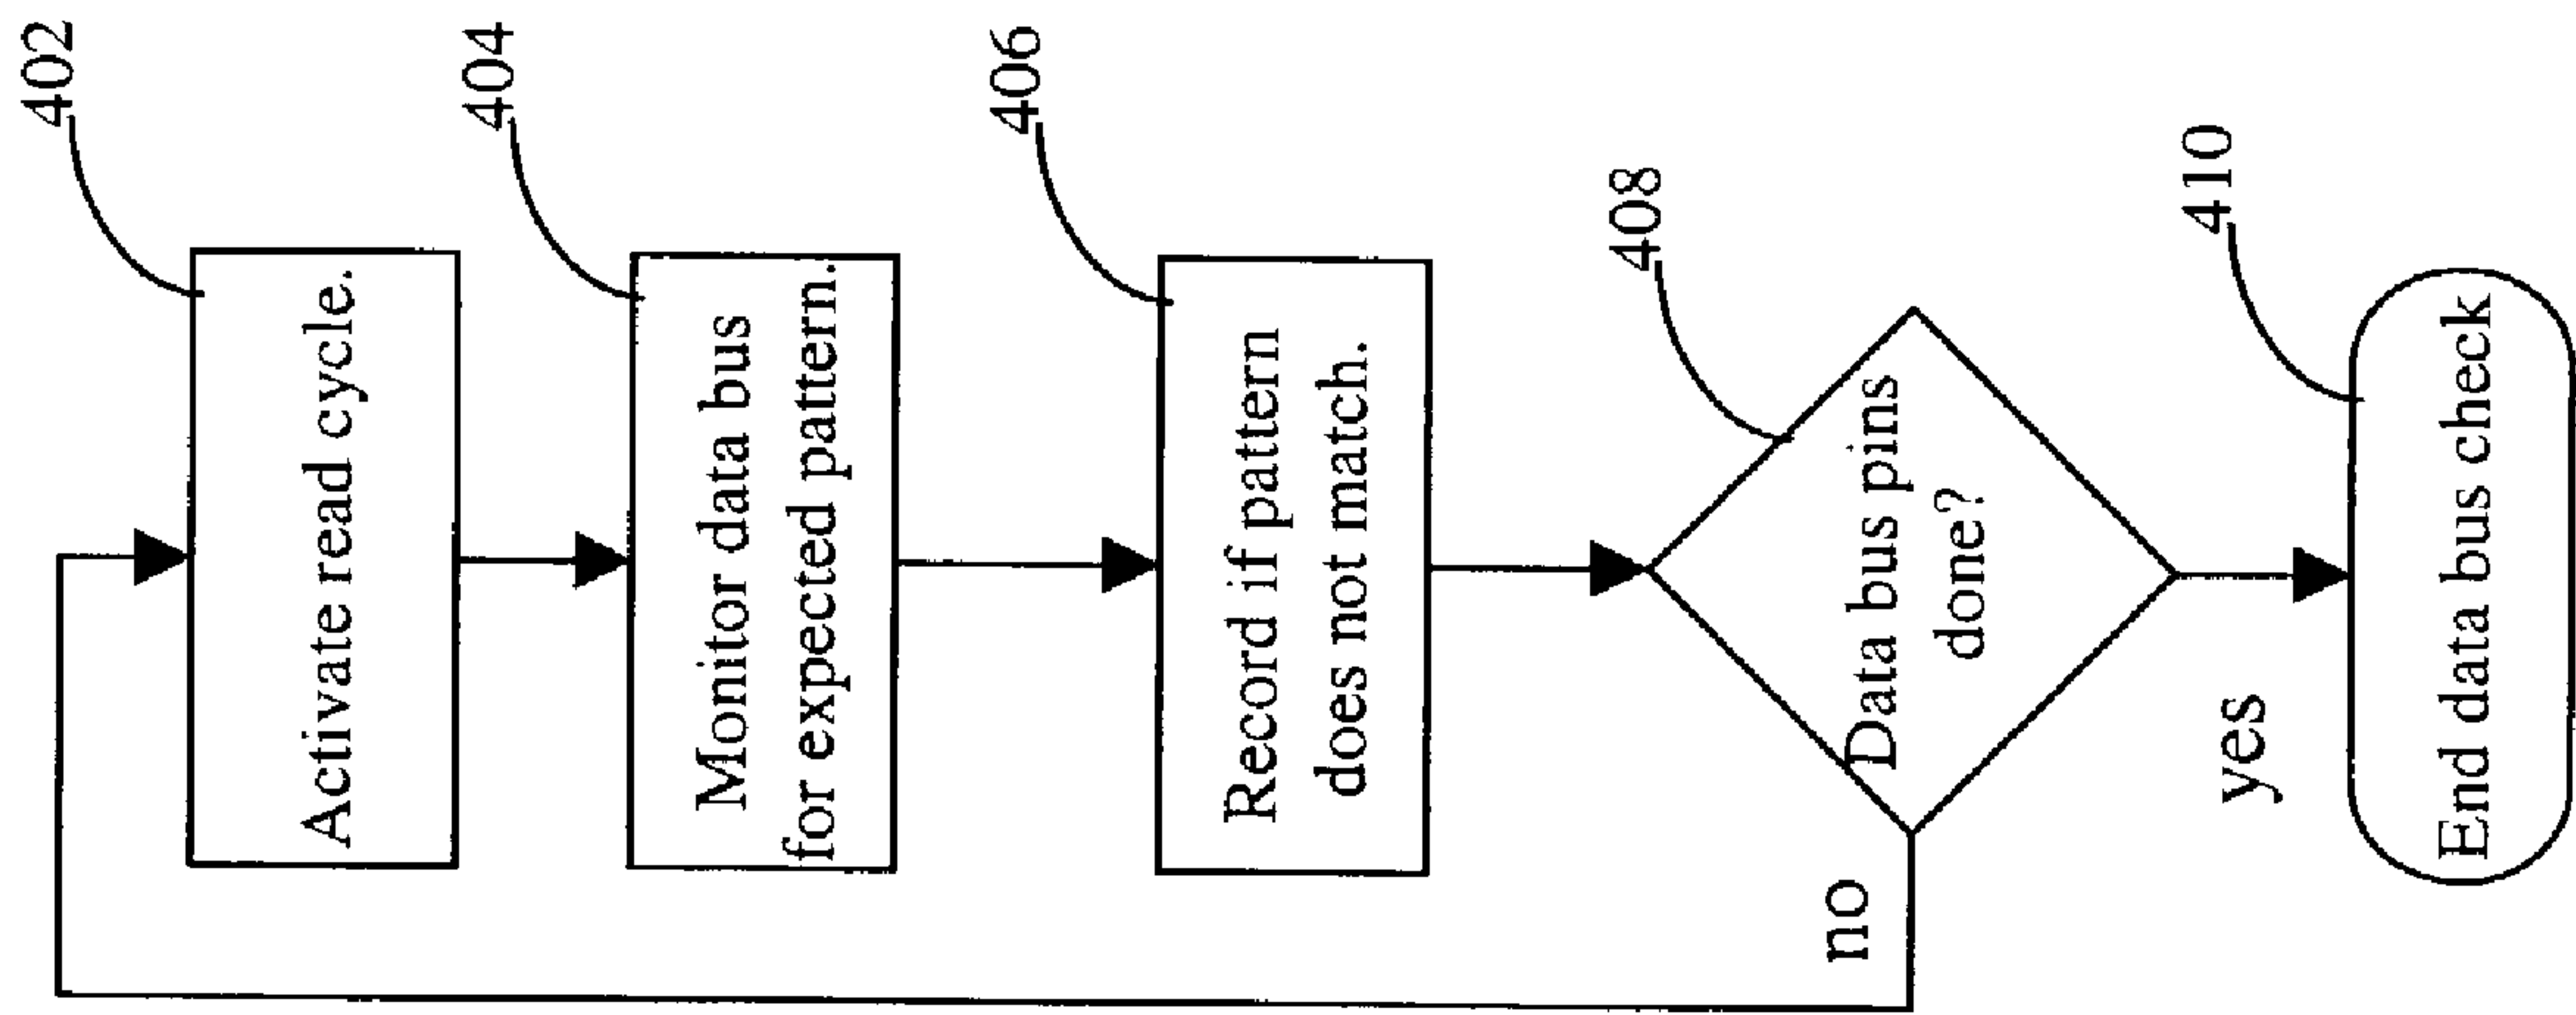 402
Activate read cycle.
404
Monitor data bus
for expected pattern.
406
Record if pattern
does not match.
408
Data bus pins
done?
no
yes
410
End data bus check